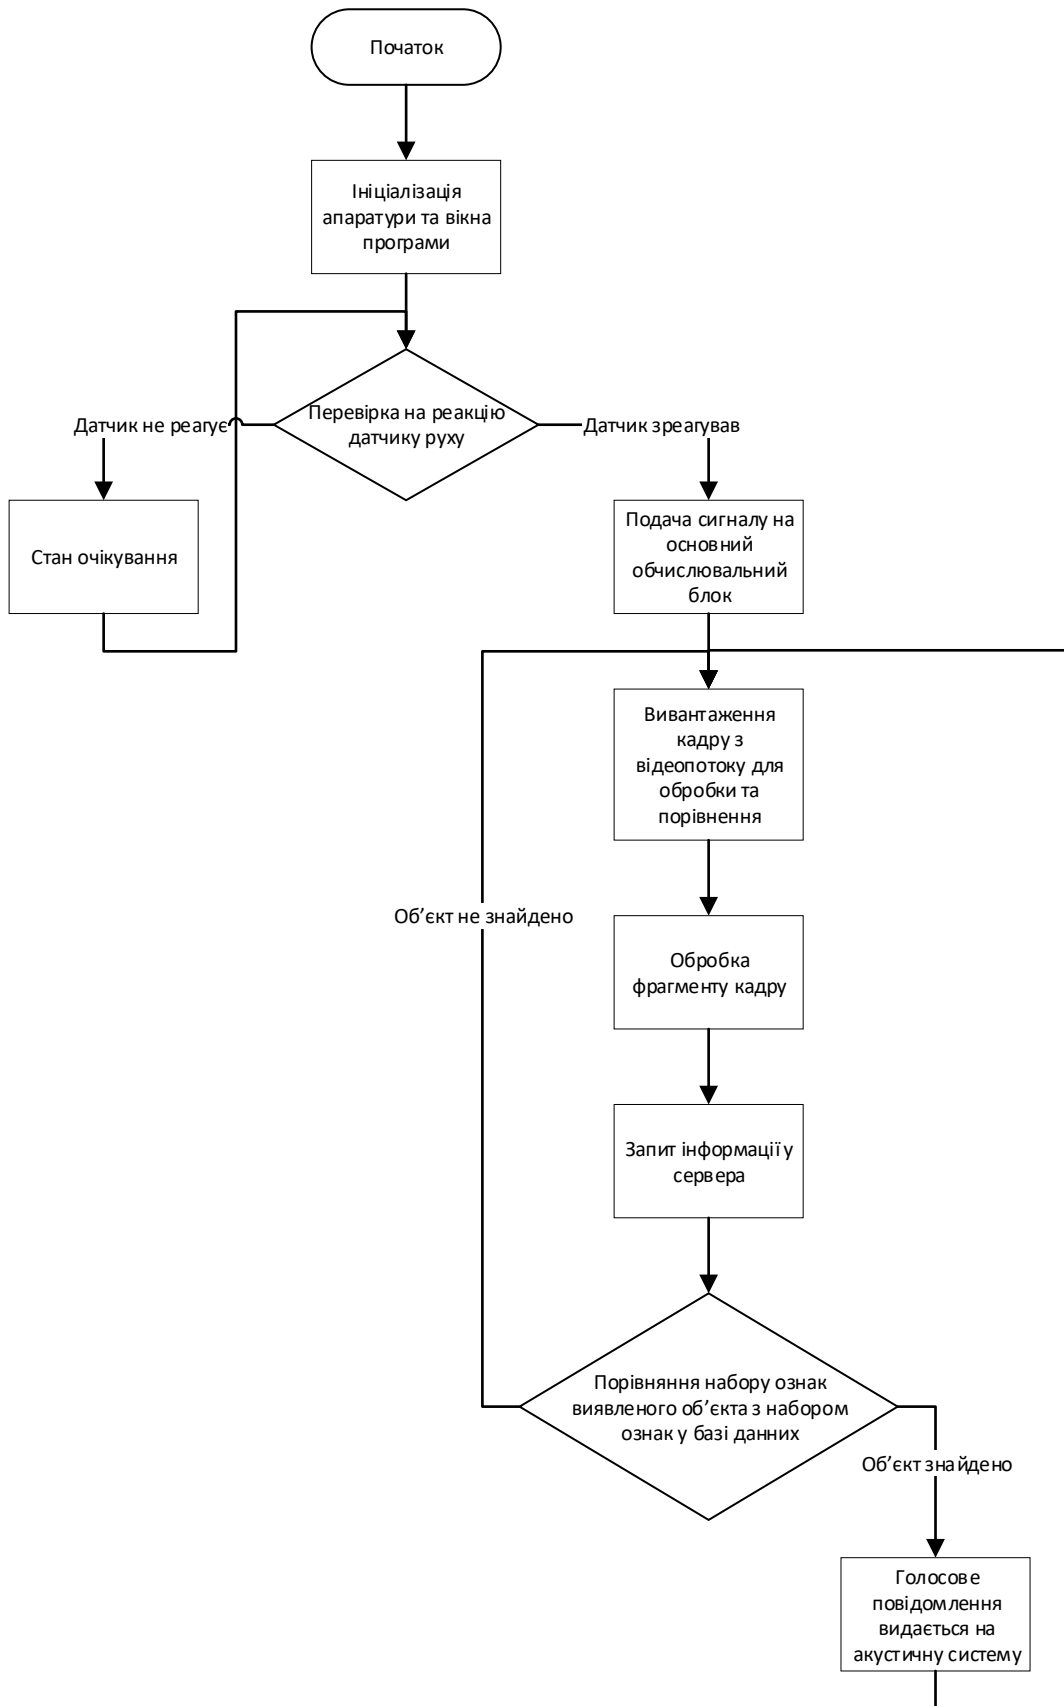 Початок
Ініціалізація
апаратури та вікна
програми
Перевірка на реакцію
датчику руху
Датчик не реагує
Датчик зреагував
Стан очікування
Подача сигналу на
основний
обчислювальний
блок
Вивантаження
кадру з
відеопотоку для
обробки та
порівнення
Об’єкт не знайдено
Обробка
фрагменту кадру
Запит інформації у
сервера
Порівняння набору ознак
виявленого об’єкта з набором
ознак у базі данних
Об’єкт знайдено
Голосове
повідомлення
видається на
акустичну систему